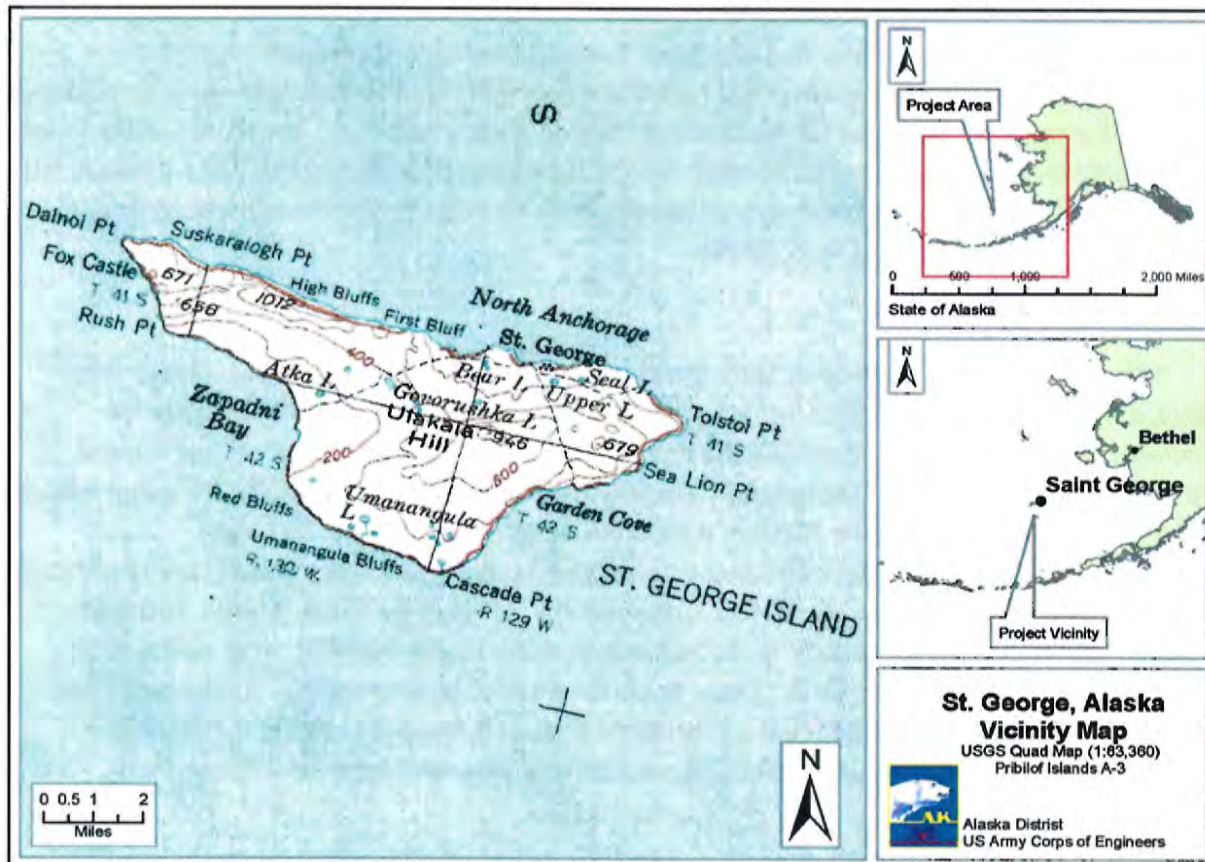 S
Dalnoi Pt
Suskaralogh Pt
Fox Castle
T 41 S
671
656
1012
High Bluffs
First Bluff
North Anchorage
St. George
Rush Pt
400
Atka L
Bear L
Seal L
Upper L
Govorushka L
Ulakaia
Hill
946
679
Tolstoi Pt
T 41 S
Zapadni
Bay
T 42 S
200
800
Sea Lion Pt
Red Bluffs
Umanangula
L
Garden Cove
T 42 S
Umanangula Bluffs
R 130 W
Cascade Pt
R 129 W
ST. GEORGE ISLAND
0 0.5 1 2
Miles
N
N
Project Area
0 500 1,000 2,000 Miles
State of Alaska
N
Bethel
Saint George
Project Vicinity
St. George, Alaska
Vicinity Map
USGS Quad Map (1:63,360)
Pribilof Islands A-3
AK
Alaska District
US Army Corps of Engineers